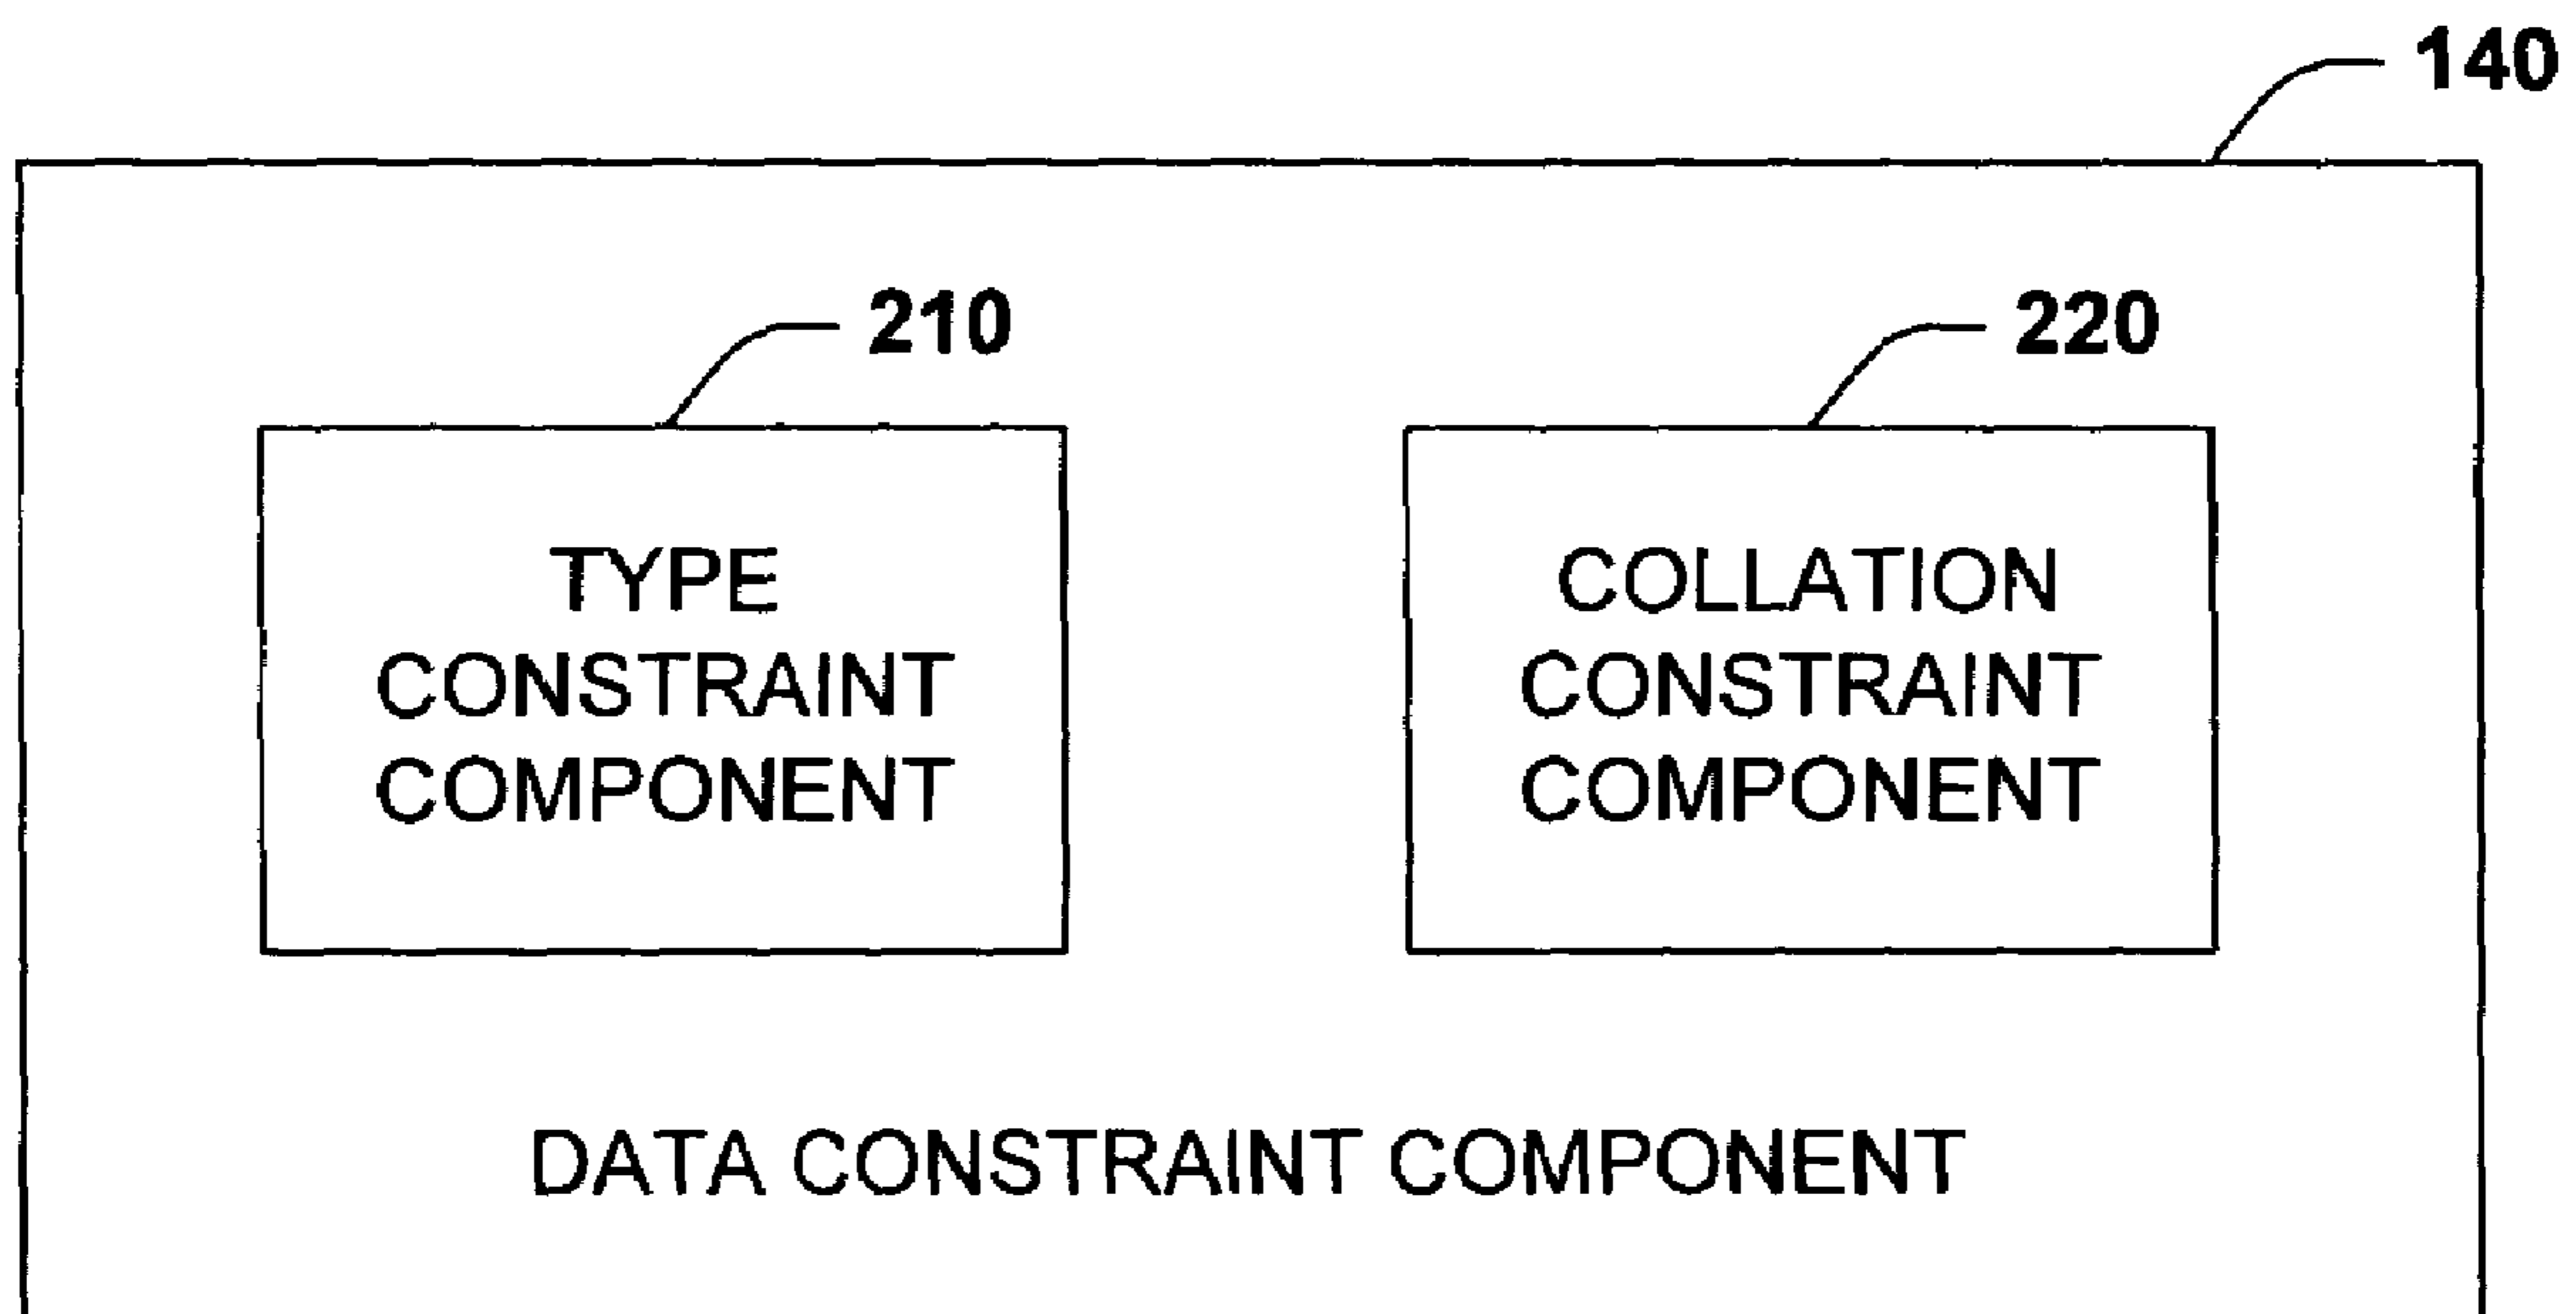 140
210
220
TYPE
CONSTRAINT
COMPONENT
COLLATION
CONSTRAINT
COMPONENT
DATA CONSTRAINT COMPONENT